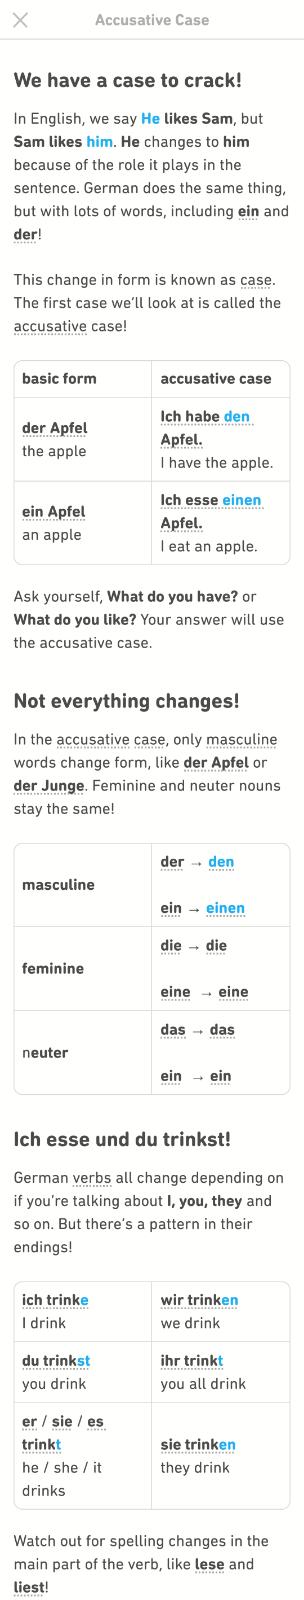 Accusative Case
We have a case to crack!
In English, we say He likes Sam, but
Sam likes him. He changes to him
because of the role it plays in the
sentence. German does the same thing,
but with lots of words, including ein and
der!
This change in form is known as case.
The first case we'll look at is called the
accusative case!
basic form
accusative case
der Apfel
the apple
Ich habe den
Apfel.
I have the apple.
ein Apfel
an apple
Ich esse einen
Apfel.
I eat an apple.
Ask yourself, What do you have? or
What do you like? Your answer will use
the accusative case.
Not everything changes!
In the accusative case, only masculine
words change form, like der Apfel or
der Junge. Feminine and neuter nouns
stay the same!
masculine
der → den
ein → einen
feminine
die → die
eine → eine
neuter
das → das
ein → ein
Ich esse und du trinkst!
German verbs all change depending on
if you're talking about I, you, they and
so on. But there's a pattern in their
endings!
ich trinke
I drink
wir trinken
we drink
du trinkst
you drink
ihr trinkt
you all drink
er / sie / es
trinkt
he / she / it
drinks
sie trinken
they drink
Watch out for spelling changes in the
main part of the verb, like lese and
liest!